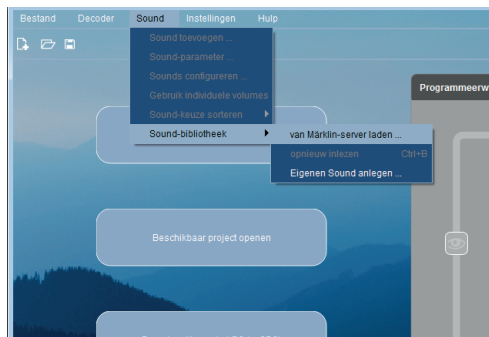 Bestand Decoder Sound Instellingen Hulp
Sound toevoegen ...
Sound-parameter ...
Sounds configureren ...
Gebruik individuele volumes
Sound-keuze sorteren
Sound-bibliotheek
van Märklin-server laden ...
opnieuw inlezen Ctrl+B
Eigenen Sound anlegen ...
Programmeerw
Beschikbaar project openen